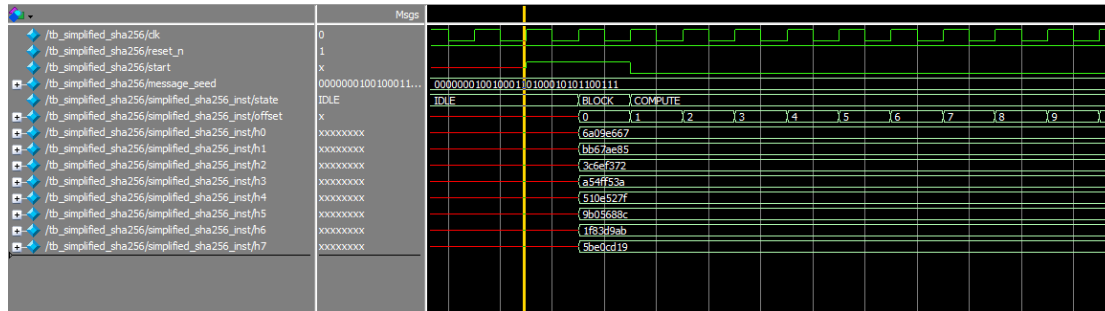 Msgs
/tb_simplified_sha256/clk 0
/tb_simplified_sha256/reset_n 1
/tb_simplified_sha256/start x
/tb_simplified_sha256/message_seed 0000000100100011... 00000001001000110100010101100111
/tb_simplified_sha256/simplified_sha256_inst/state IDLE IDLE BLOCK COMPUTE
/tb_simplified_sha256/simplified_sha256_inst/offset x 0 1 2 3 4 5 6 7 8 9
/tb_simplified_sha256/simplified_sha256_inst/h0 xxxxxxxx 6a09e667
/tb_simplified_sha256/simplified_sha256_inst/h1 xxxxxxxx bb67ae85
/tb_simplified_sha256/simplified_sha256_inst/h2 xxxxxxxx 3c6ef372
/tb_simplified_sha256/simplified_sha256_inst/h3 xxxxxxxx a54ff53a
/tb_simplified_sha256/simplified_sha256_inst/h4 xxxxxxxx 510e527f
/tb_simplified_sha256/simplified_sha256_inst/h5 xxxxxxxx 9b05688c
/tb_simplified_sha256/simplified_sha256_inst/h6 xxxxxxxx 1f83d9ab
/tb_simplified_sha256/simplified_sha256_inst/h7 xxxxxxxx 5be0cd19